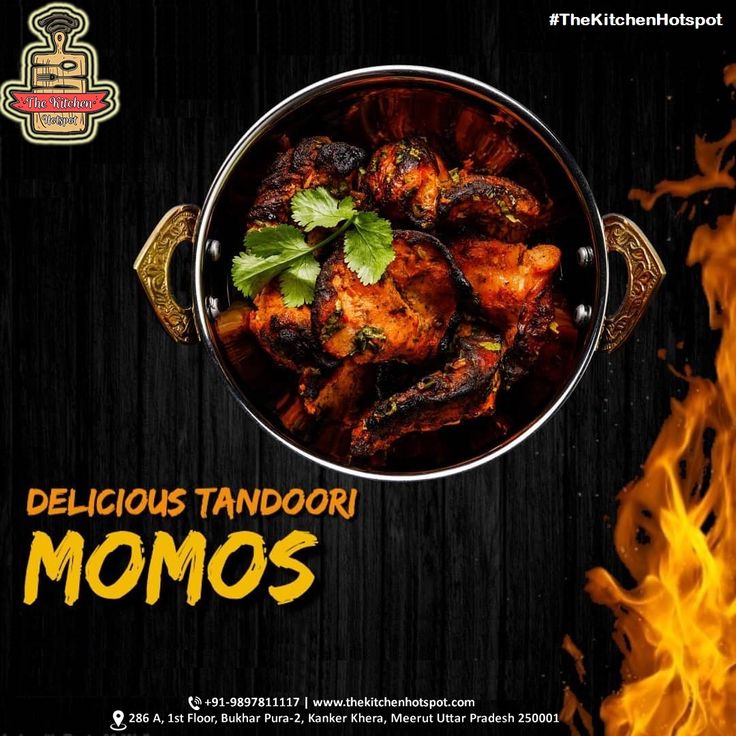 #TheKitchenHotspot
The Kitchen
Hotspot
DELICIOUS TANDOORI
MOMOS
+91-9897811117 | www.thekitchenhotspot.com
286 A, 1st Floor, Bukhar Pura-2, Kanker Khera, Meerut Uttar Pradesh 250001